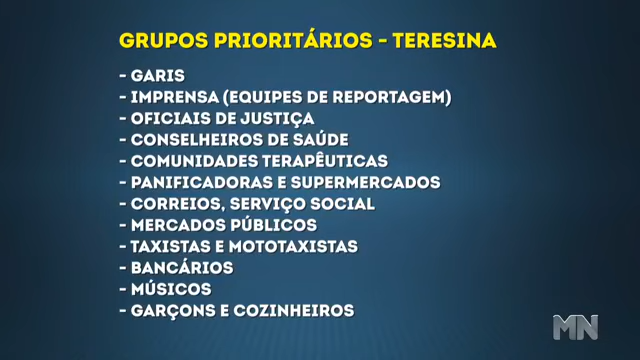 GRUPOS PRIORITÁRIOS - TERESINA
- GARIS
- IMPRENSA (EQUIPES DE REPORTAGEM)
- OFICIAIS DE JUSTIÇA
- CONSELHEIROS DE SAÚDE
- COMUNIDADES TERAPÊUTICAS
- PANIFICADORAS E SUPERMERCADOS
- CORREIOS, SERVIÇO SOCIAL
- MERCADOS PÚBLICOS
- TAXISTAS E MOTOTAXISTAS
- BANCÁRIOS
- MÚSICOS
- GARÇONS E COZINHEIROS
MN